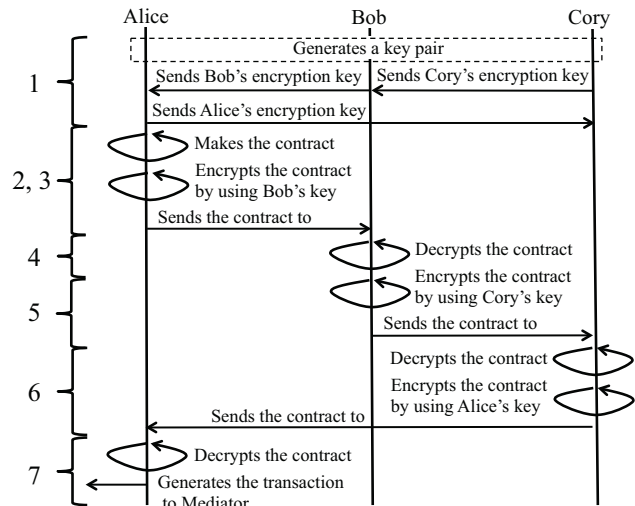 Alice Bob Cory
Generates a key pair
1
Sends Bob's encryption key Sends Cory's encryption key
Sends Alice's encryption key
2, 3
Makes the contract
Encrypts the contract
by using Bob's key
Sends the contract to
4
Decrypts the contract
5
Encrypts the contract
by using Cory's key
Sends the contract to
6
Decrypts the contract
Encrypts the contract
by using Alice's key
Sends the contract to
7
Decrypts the contract
Generates the transaction
to Mediator